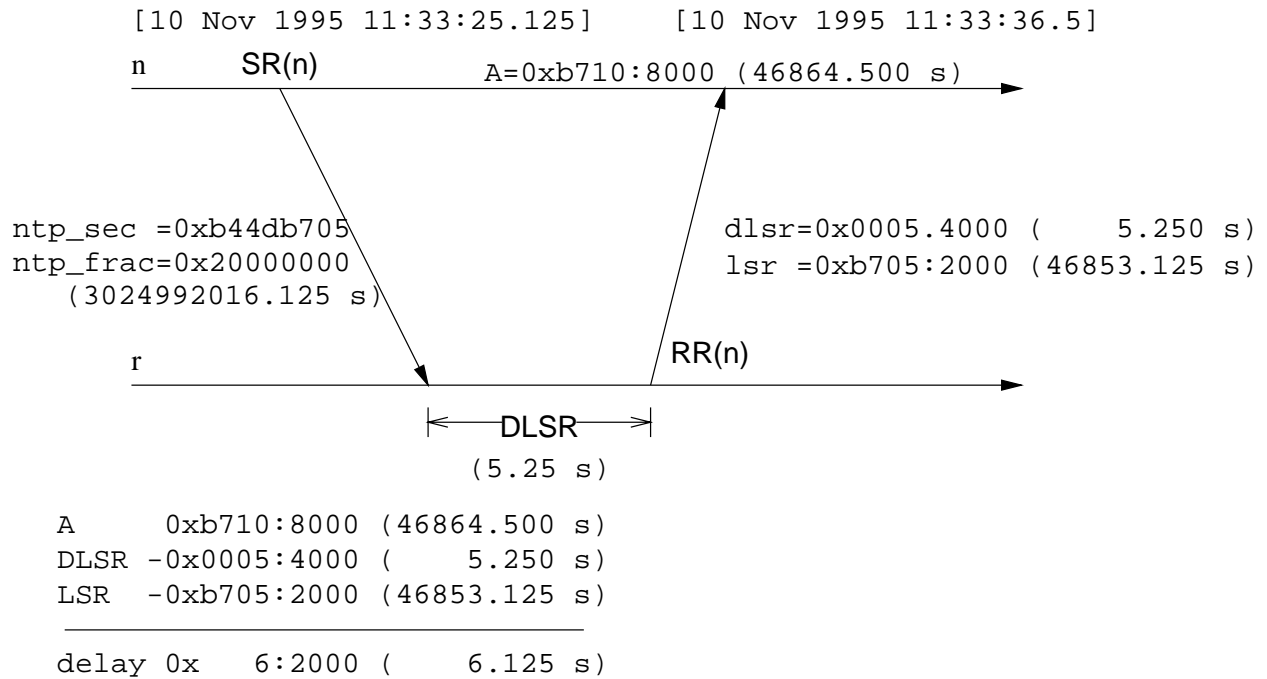 [10 Nov 1995 11:33:25.125] [10 Nov 1995 11:33:36.5]
n SR(n) A=0xb710:8000 (46864.500 s)
ntp_sec =0xb44db705 dlsr=0x0005.4000 ( 5.250 s)
ntp_frac=0x20000000 lsr =0xb705:2000 (46853.125 s)
(3024992016.125 s)
r RR(n)
DLSR
(5.25 s)
A 0xb710:8000 (46864.500 s)
DLSR -0x0005:4000 ( 5.250 s)
LSR -0xb705:2000 (46853.125 s)
delay 0x 6:2000 ( 6.125 s)